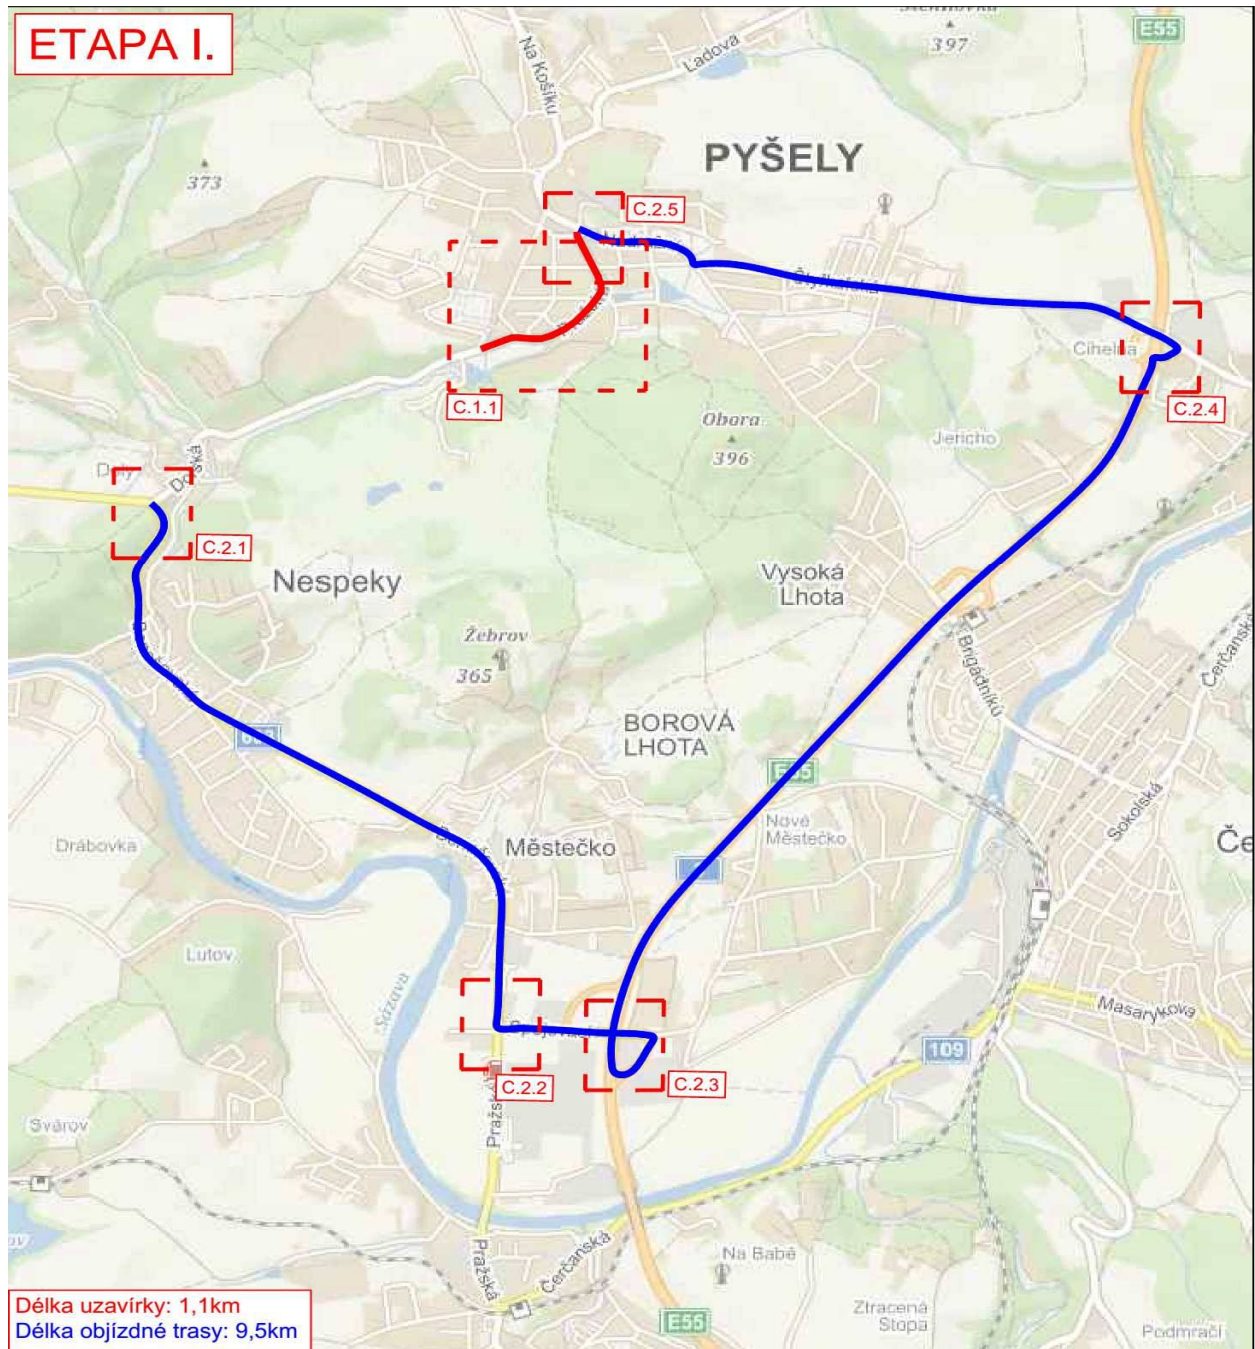 ETAPA I.
Na Košíku
Ladova
397
E55
373
PYŠELY
C.2.5
Pražská
Cihelna
C.1.1
C.2.4
Obora
396
Jericho
Dolská
C.2.1
Nespeky
Vysoká
Lhota
Žebrov
365
Brigádníků
Čerčanská
BOROVÁ
LHOTA
E55
Nové
Městečko
Sokolská
Drábovka
Městečko
Če
Lutov
Sázava
Masarykova
109
C.2.2
C.2.3
Svárov
Pražská
Pražská
Čerčanská
Na Babě
E55
Ztracená
Stopa
Podmračí
Délka uzavírky: 1,1km
Délka objízdné trasy: 9,5km